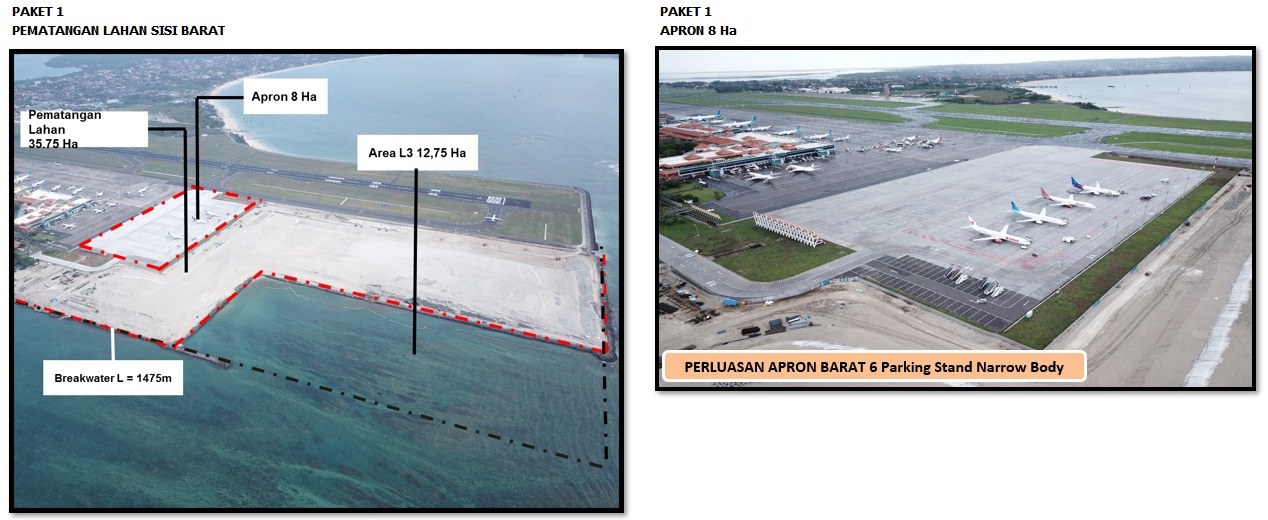 PAKET 1
PEMATANGAN LAHAN SISI BARAT
Apron 8 Ha
Pematangan
Lahan
35.75 Ha
Area L3 12,75 Ha
Breakwater L = 1475m
PAKET 1
APRON 8 Ha
PERLUASAN APRON BARAT 6 Parking Stand Narrow Body